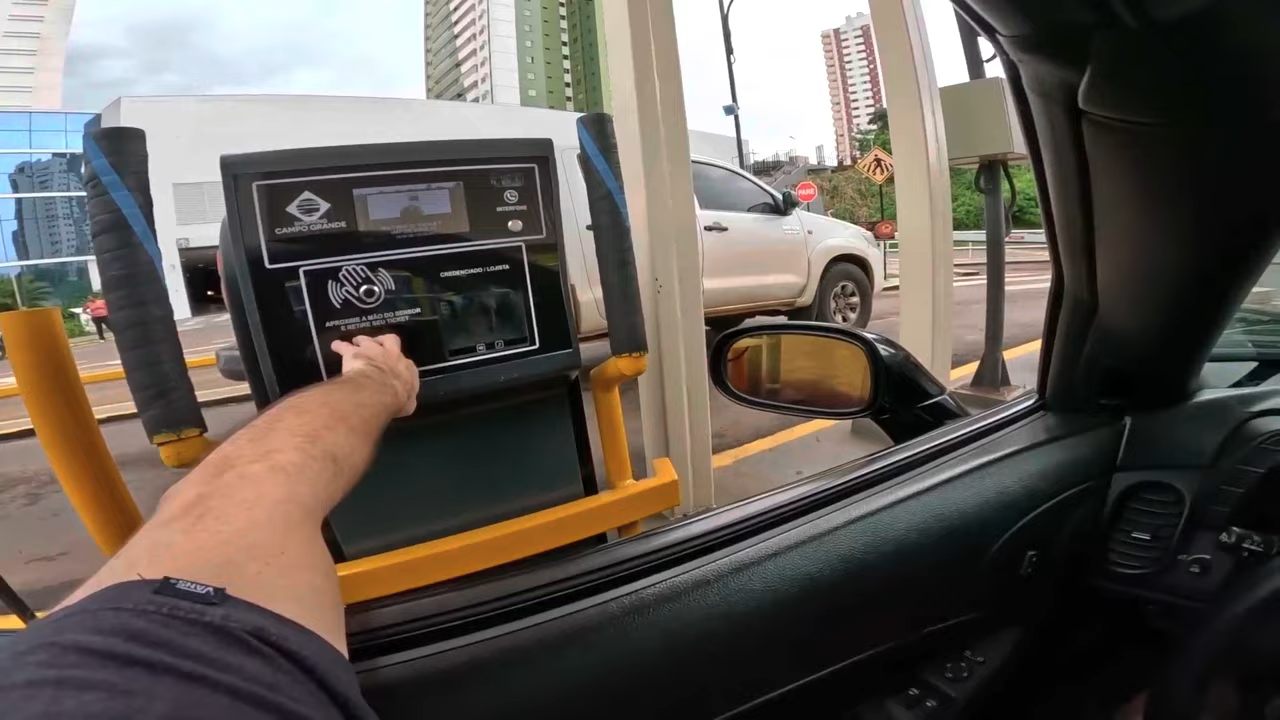 CAMPO GRANDE
INTERFONE
CREDENCIADO / LOJISTA
APROXIME A MÃO DO SENSOR
E RETIRE SEU TICKET
PARE
VANS